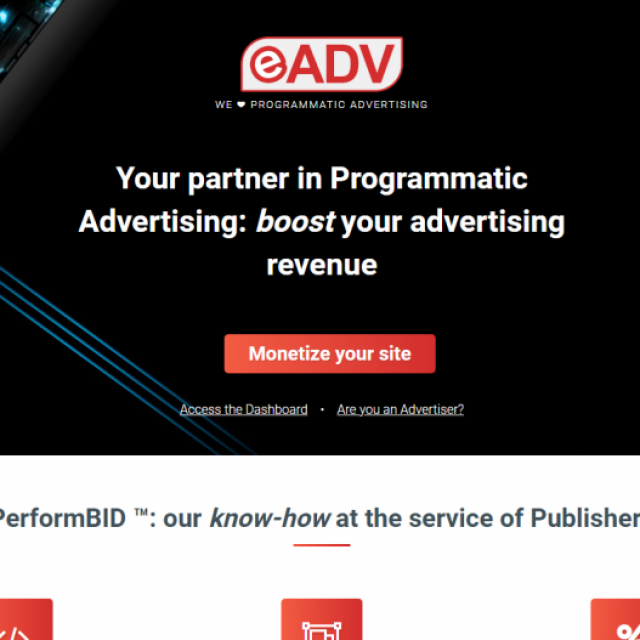 eADV
WE ❤ PROGRAMMATIC ADVERTISING
Your partner in Programmatic
Advertising: boost your advertising
revenue
Monetize your site
Access the Dashboard • Are you an Advertiser?
PerformBID ™: our know-how at the service of Publisher